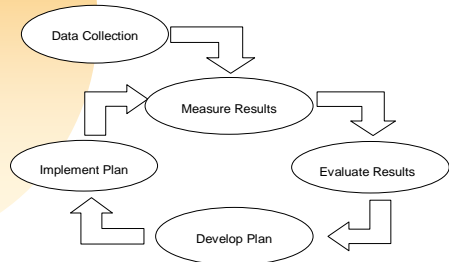 Data Collection
Measure Results
Implement Plan
Evaluate Results
Develop Plan